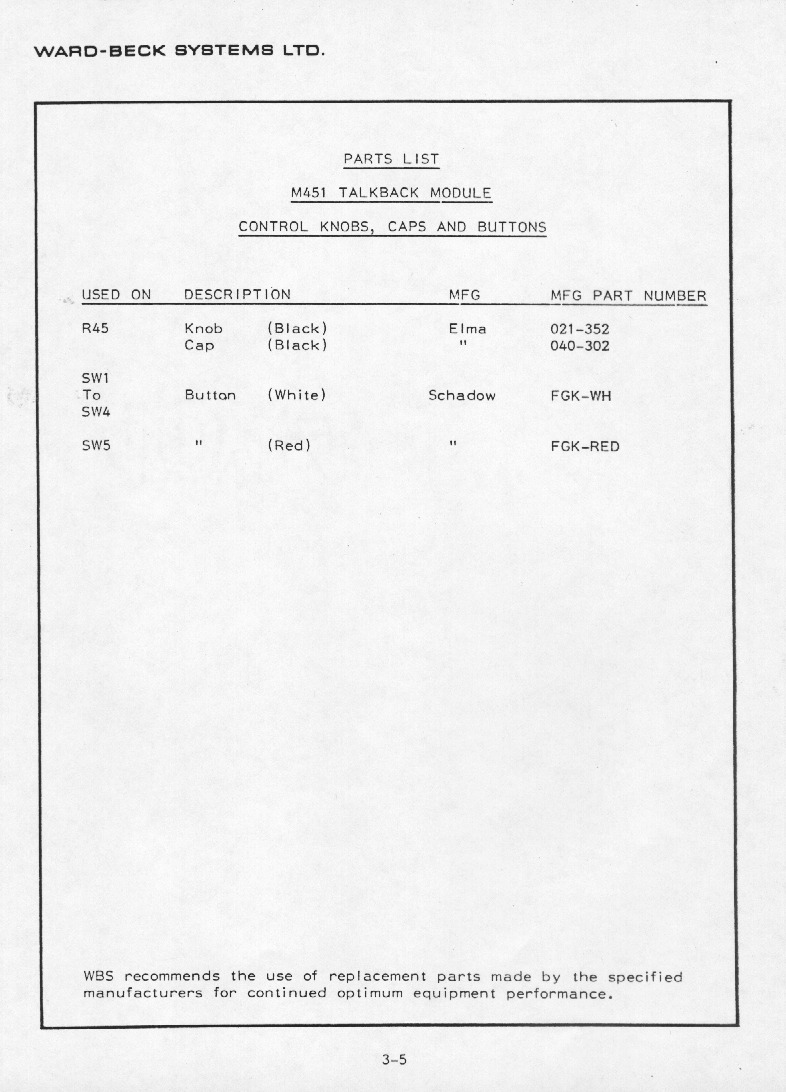 WARD-BECK SYSTEMS LTD.
PARTS LIST
M451 TALKBACK MODULE
CONTROL KNOBS, CAPS AND BUTTONS
USED ON DESCRIPTION MFG MFG PART NUMBER
R45 Knob (Black) Elma 021-352
Cap (Black) " 040-302
SW1
To Button (White) Schadow FGK-WH
SW4
SW5 " (Red) " FGK-RED
WBS recommends the use of replacement parts made by the specified
manufacturers for continued optimum equipment performance.
3-5